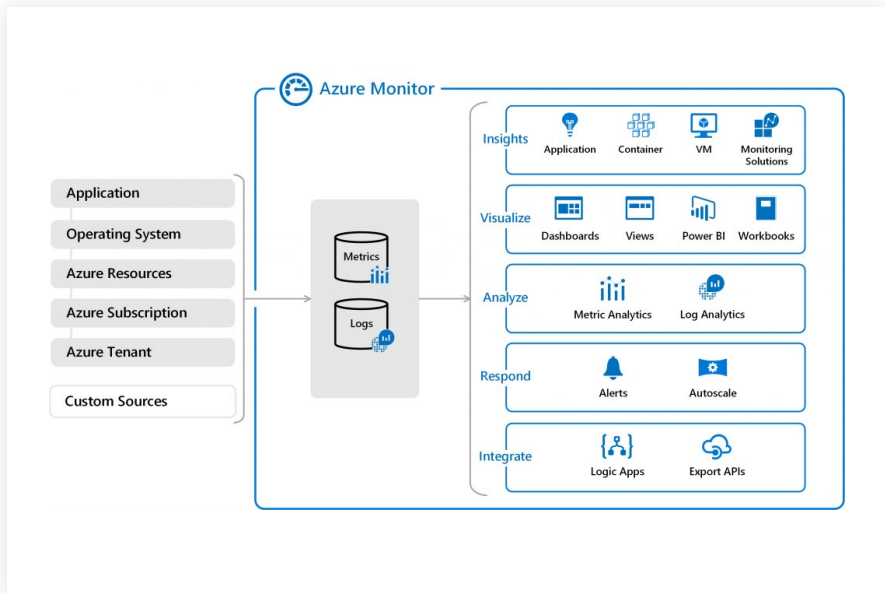 Azure Monitor
Application
Operating System
Azure Resources
Azure Subscription
Azure Tenant
Custom Sources
Metrics
Logs
Insights
Application
Container
VM
Monitoring
Solutions
Visualize
Dashboards
Views
Power BI
Workbooks
Analyze
Metric Analytics
Log Analytics
Respond
Alerts
Autoscale
Integrate
Logic Apps
Export APIs